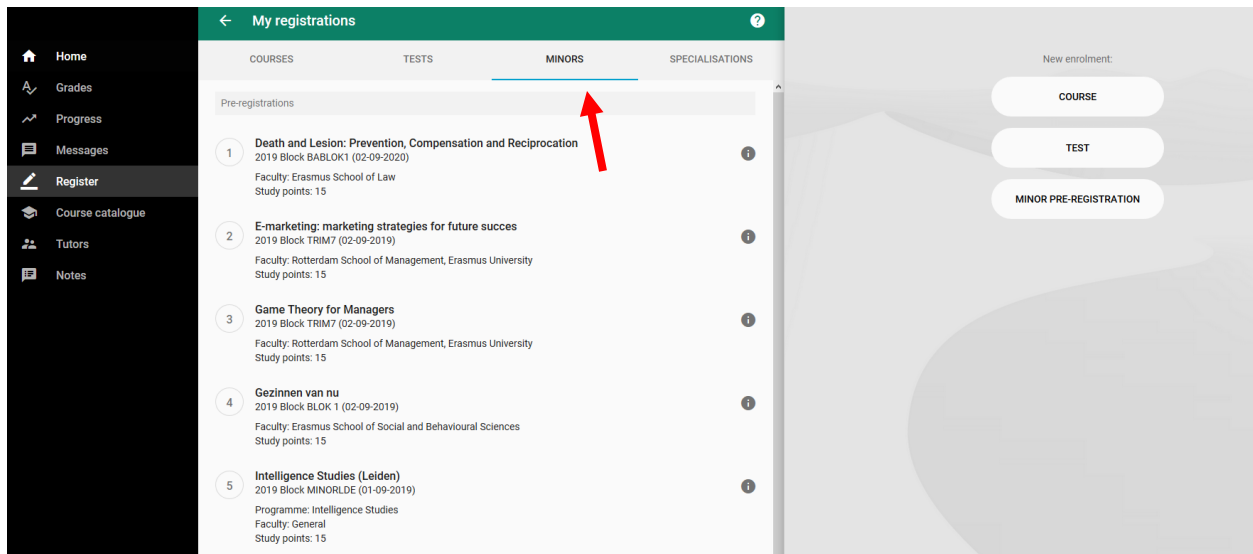 My registrations
?
Home
Grades
Progress
Messages
Register
Course catalogue
Tutors
Notes
COURSES TESTS MINORS SPECIALISATIONS
Pre-registrations
1
Death and Lesion: Prevention, Compensation and Reciprocation
2019 Block BABLOK1 (02-09-2020)
Faculty: Erasmus School of Law
Study points: 15
2
E-marketing: marketing strategies for future succes
2019 Block TRIM7 (02-09-2019)
Faculty: Rotterdam School of Management, Erasmus University
Study points: 15
3
Game Theory for Managers
2019 Block TRIM7 (02-09-2019)
Faculty: Rotterdam School of Management, Erasmus University
Study points: 15
4
Gezinnen van nu
2019 Block BLOK 1 (02-09-2019)
Faculty: Erasmus School of Social and Behavioural Sciences
Study points: 15
5
Intelligence Studies (Leiden)
2019 Block MINORLDE (01-09-2019)
Programme: Intelligence Studies
Faculty: General
Study points: 15
New enrolment:
COURSE
TEST
MINOR PRE-REGISTRATION